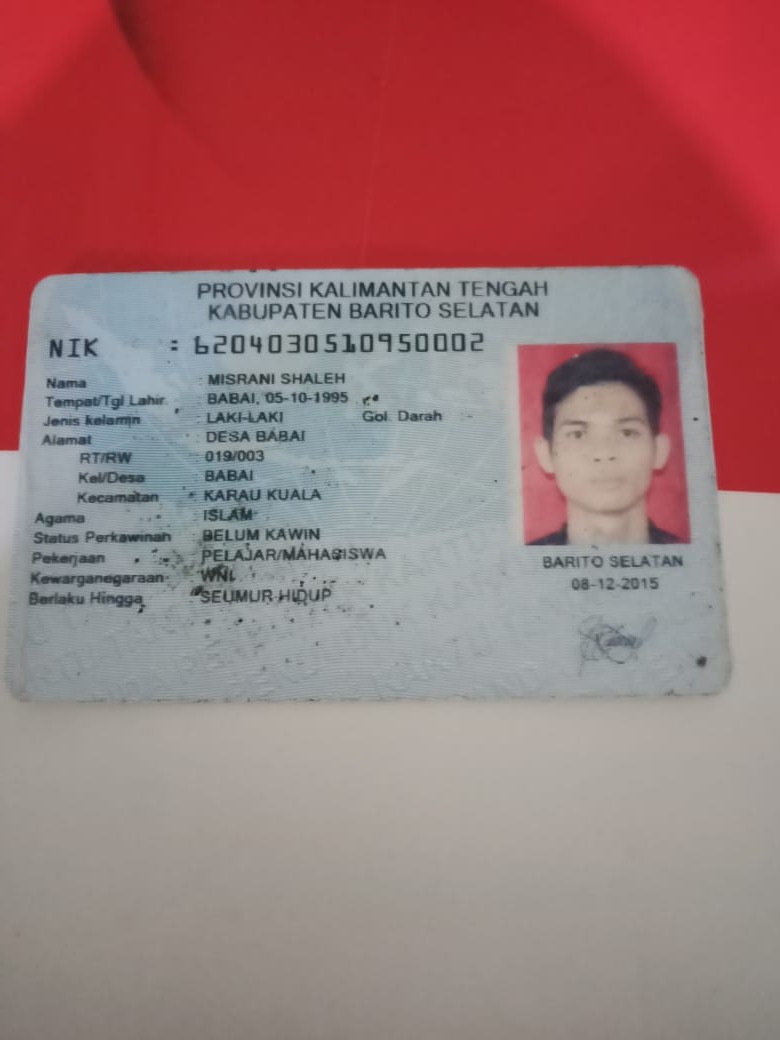 PROVINSI KALIMANTAN TENGAH
KABUPATEN BARITO SELATAN
NIK : 6204030510950002
Nama : MISRANI SHALEH
Tempat/Tgl Lahir : BABAI, 05-10-1995
Jenis kelamin : LAKI-LAKI Gol. Darah : -
Alamat : DESA BABAI
RT/RW : 019/003
Kel/Desa : BABAI
Kecamatan : KARAU KUALA
Agama : ISLAM
Status Perkawinan : BELUM KAWIN
Pekerjaan : PELAJAR/MAHASISWA
Kewarganegaraan : WNI
Berlaku Hingga : SEUMUR HIDUP
BARITO SELATAN
08-12-2015